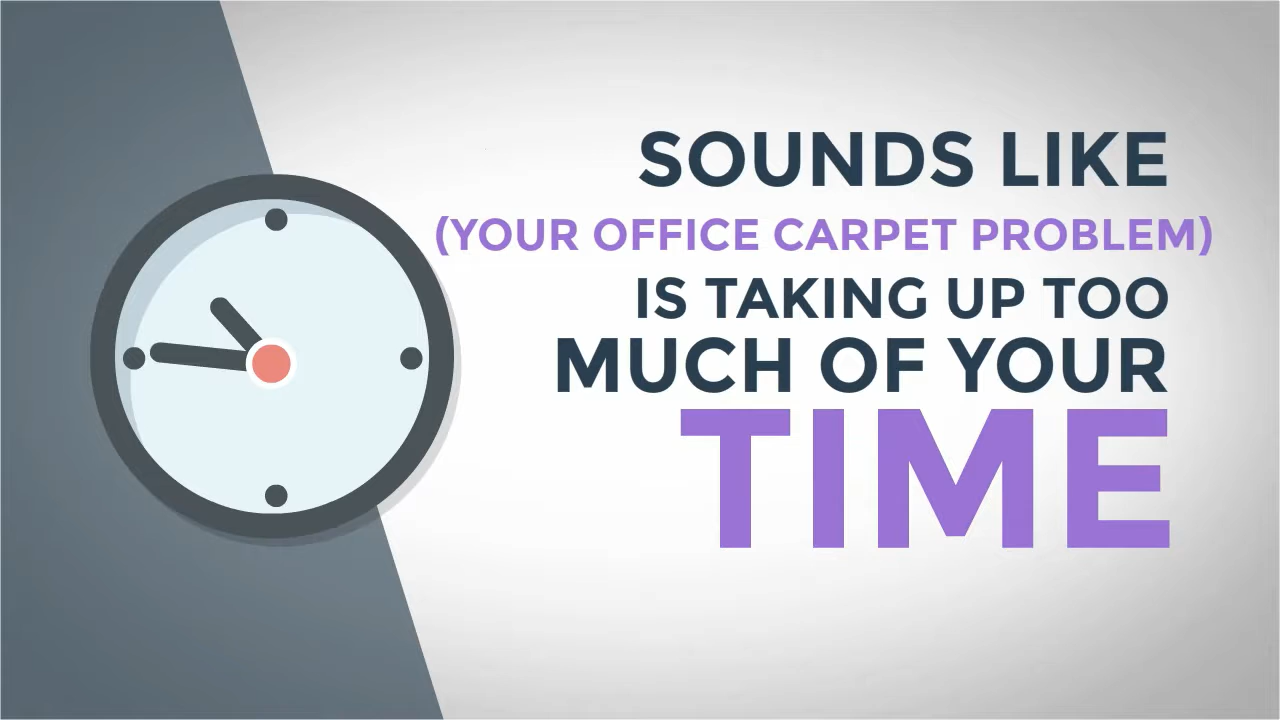 SOUNDS LIKE
(YOUR OFFICE CARPET PROBLEM)
IS TAKING UP TOO
MUCH OF YOUR
TIME